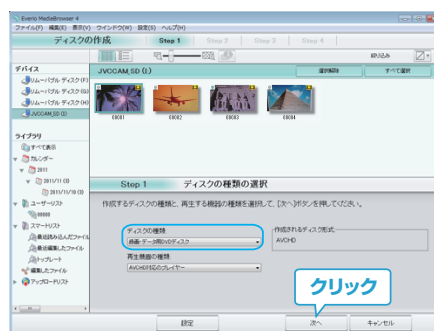 Everio MediaBrowser 4
ファイル(F) 編集(E) 表示(V) ウインドウ(W) 設定(S) ヘルプ(H)
ディスクの作成 Step 1 Step 2 Step 3 Step 4
絞り込み
デバイス
JVCCAM_SD (I:)
選択解除
すべて選択
リムーバブル ディスク (F:)
リムーバブル ディスク (G:)
リムーバブル ディスク (H:)
JVCCAM_SD (I:)
00001
00002
00003
00004
ライブラリ
すべて表示
カレンダー
2011
2011/11 (3)
2011/11/10 (3)
ユーザーリスト
スマートリスト
最近読み込んだファイル
最近編集したファイル
トップレート
編集したファイル
アップロードリスト
Step 1 ディスクの種類の選択
作成するディスクの種類と、再生する機器の種類を選択して、[次へ]ボタンを押してください。
ディスクの種類
録画・データ用DVDディスク
再生機器の種類
AVCHD対応のプレイヤー
作成されるディスク形式
AVCHD
クリック
設定
次へ
キャンセル